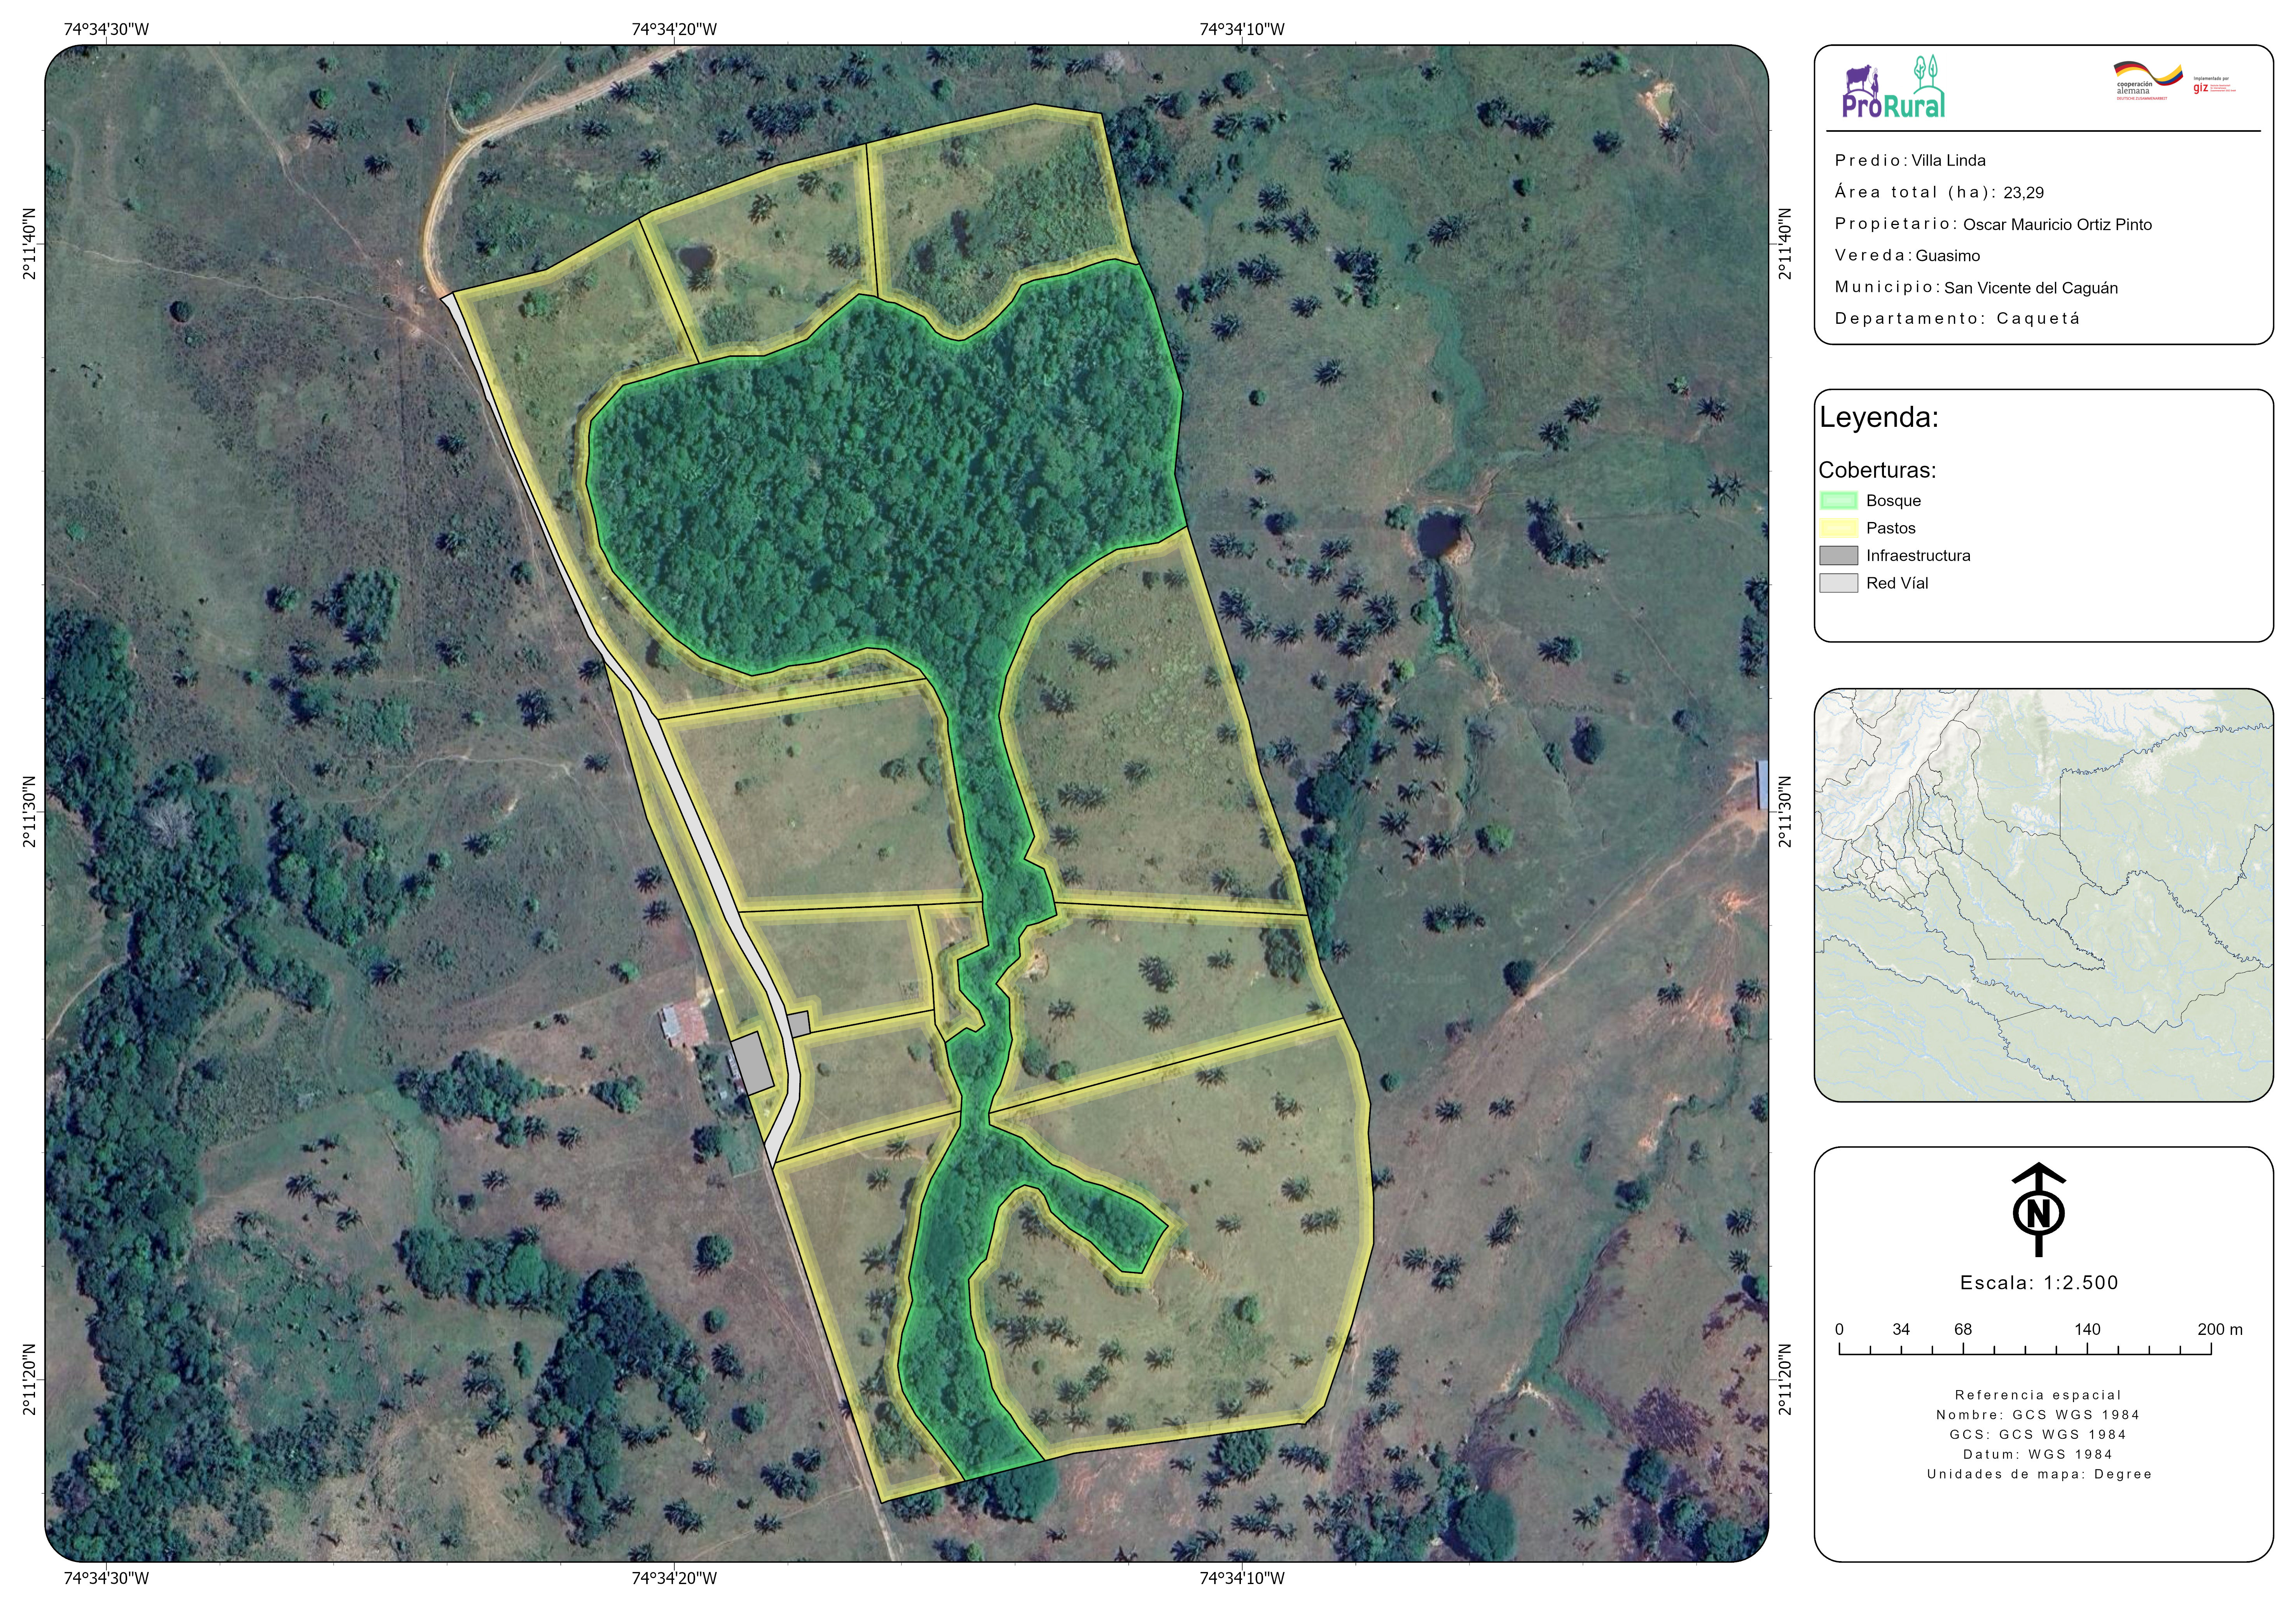 74°34'30"W 74°34'20"W 74°34'10"W
2°11'40"N 2°11'40"N
2°11'30"N 2°11'30"N
2°11'20"N 2°11'20"N
74°34'30"W 74°34'20"W 74°34'10"W
ProRural
cooperación
alemana
DEUTSCHE ZUSAMMENARBEIT
Implementada por
giz
Predio: Villa Linda
Área total (ha): 23,29
Propietario: Oscar Mauricio Ortiz Pinto
Vereda: Guasimo
Municipio: San Vicente del Caguán
Departamento: Caquetá
Leyenda:
Coberturas:
Bosque
Pastos
Infraestructura
Red Víal
N
Escala: 1:2.500
0 34 68 140 200 m
Referencia espacial
Nombre: GCS WGS 1984
GCS: GCS WGS 1984
Datum: WGS 1984
Unidades de mapa: Degree